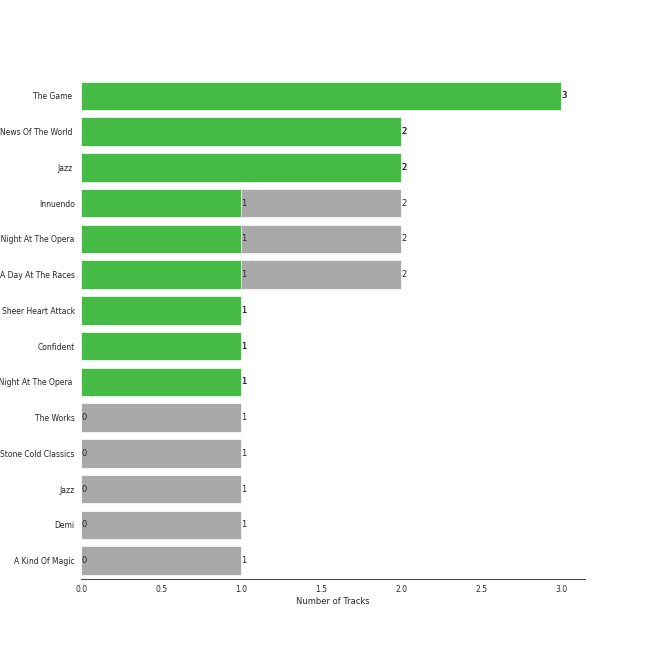 The Game 3
News Of The World 2
Jazz 2
Innuendo 1 2
Night At The Opera 1 2
A Day At The Races 1 2
Sheer Heart Attack 1
Confident 1
Night At The Opera 1
The Works 0 1
Stone Cold Classics 0 1
Jazz 0 1
Demi 0 1
A Kind Of Magic 0 1
0.0 0.5 1.0 1.5 2.0 2.5 3.0
Number of Tracks